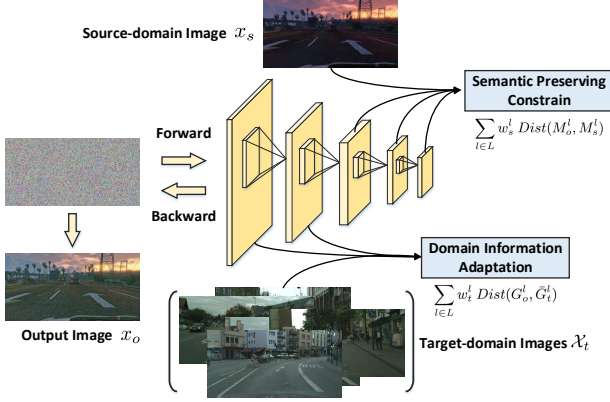 Source-domain Image x_s
Semantic Preserving
Constrain
∑_{l∈L} w_s^l Dist(M_o^l, M_s^l)
Forward
Backward
Domain Information
Adaptation
∑_{l∈L} w_t^l Dist(G_o^l, Ḡ_t^l)
Output Image x_o
Target-domain Images 𝒳_t